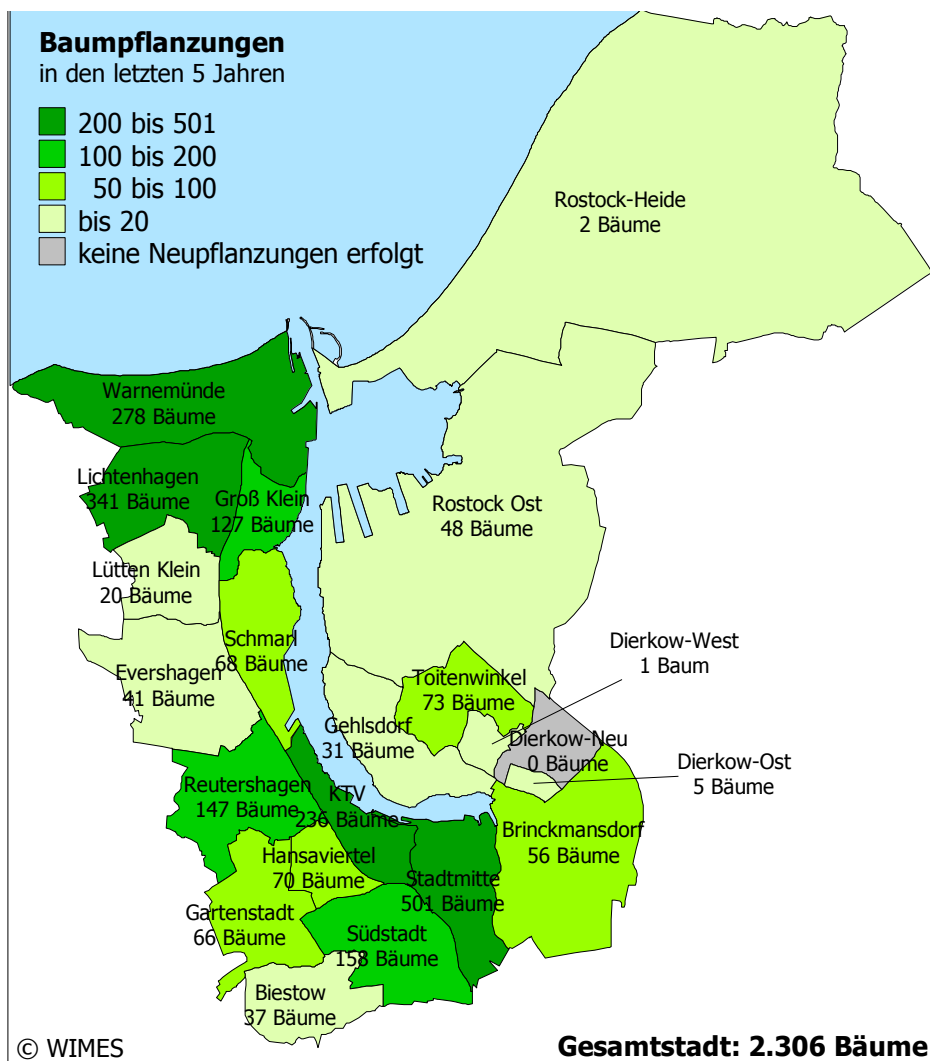 Baumpflanzungen
in den letzten 5 Jahren
200 bis 501
100 bis 200
50 bis 100
bis 20
keine Neupflanzungen erfolgt
Rostock-Heide
2 Bäume
Warnemünde
278 Bäume
Lichtenhagen
341 Bäume
Groß Klein
127 Bäume
Rostock Ost
48 Bäume
Lütten Klein
20 Bäume
Schmarl
68 Bäume
Evershagen
41 Bäume
Dierkow-West
1 Baum
Toitenwinkel
73 Bäume
Gehlsdorf
31 Bäume
Dierkow-Neu
0 Bäume
Dierkow-Ost
5 Bäume
Reutershagen
147 Bäume
KTV
236 Bäume
Brinckmansdorf
56 Bäume
Hansaviertel
70 Bäume
Stadtmitte
501 Bäume
Gartenstadt
66 Bäume
Südstadt
158 Bäume
Biestow
37 Bäume
© WIMES
Gesamtstadt: 2.306 Bäume